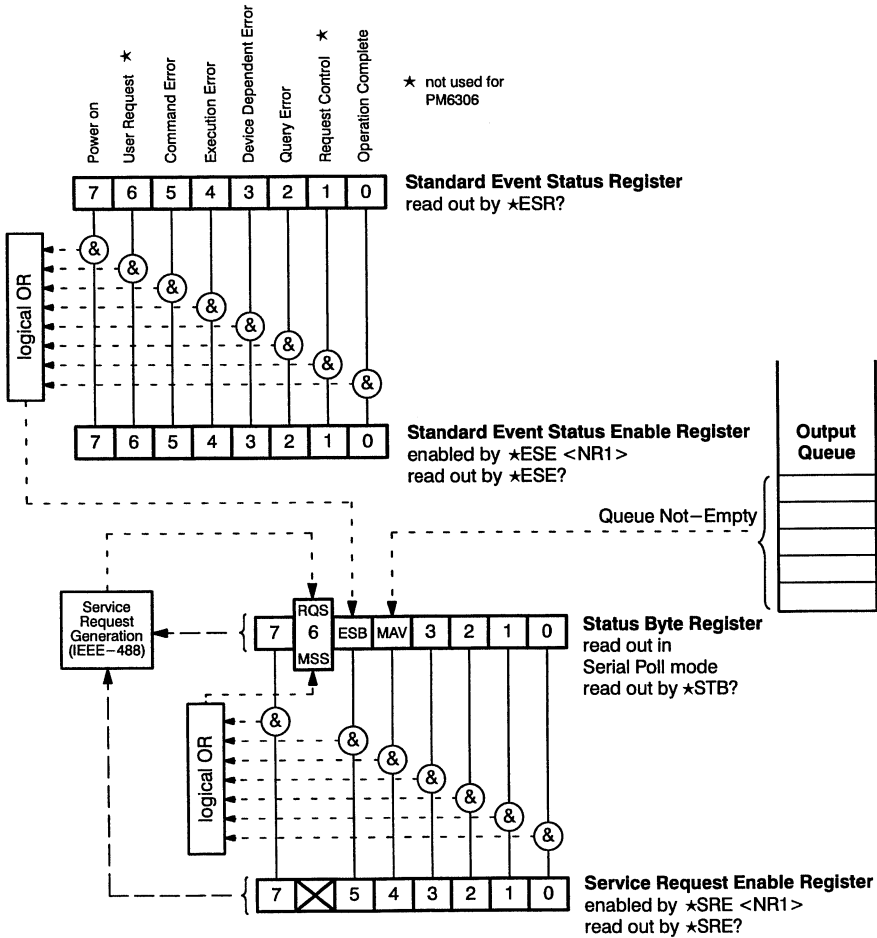 Power on
User Request ★
Command Error
Execution Error
Device Dependent Error
Query Error
Request Control ★
Operation Complete
★ not used for
PM6306
7 6 5 4 3 2 1 0
Standard Event Status Register
read out by ★ESR?
logical OR
&
&
&
&
&
&
&
&
7 6 5 4 3 2 1 0
Standard Event Status Enable Register
enabled by ★ESE <NR1>
read out by ★ESE?
Output
Queue
Queue Not-Empty
Service
Request
Generation
(IEEE-488)
RQS
7 6 ESB MAV 3 2 1 0
MSS
Status Byte Register
read out in
Serial Poll mode
read out by ★STB?
logical OR
&
&
&
&
&
&
&
7 5 4 3 2 1 0
Service Request Enable Register
enabled by ★SRE <NR1>
read out by ★SRE?